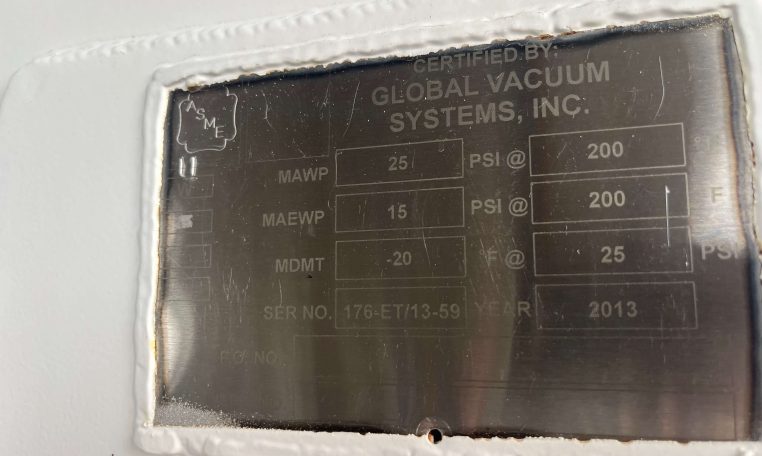 CERTIFIED BY:
GLOBAL VACUUM
SYSTEMS, INC.
ASME
U
MAWP 25 PSI @ 200 °F
MAEWP 15 PSI @ 200 F
MDMT -20 F @ 25 PSI
SER NO. 176-ET/13-59 YEAR 2013
P.O. NO.